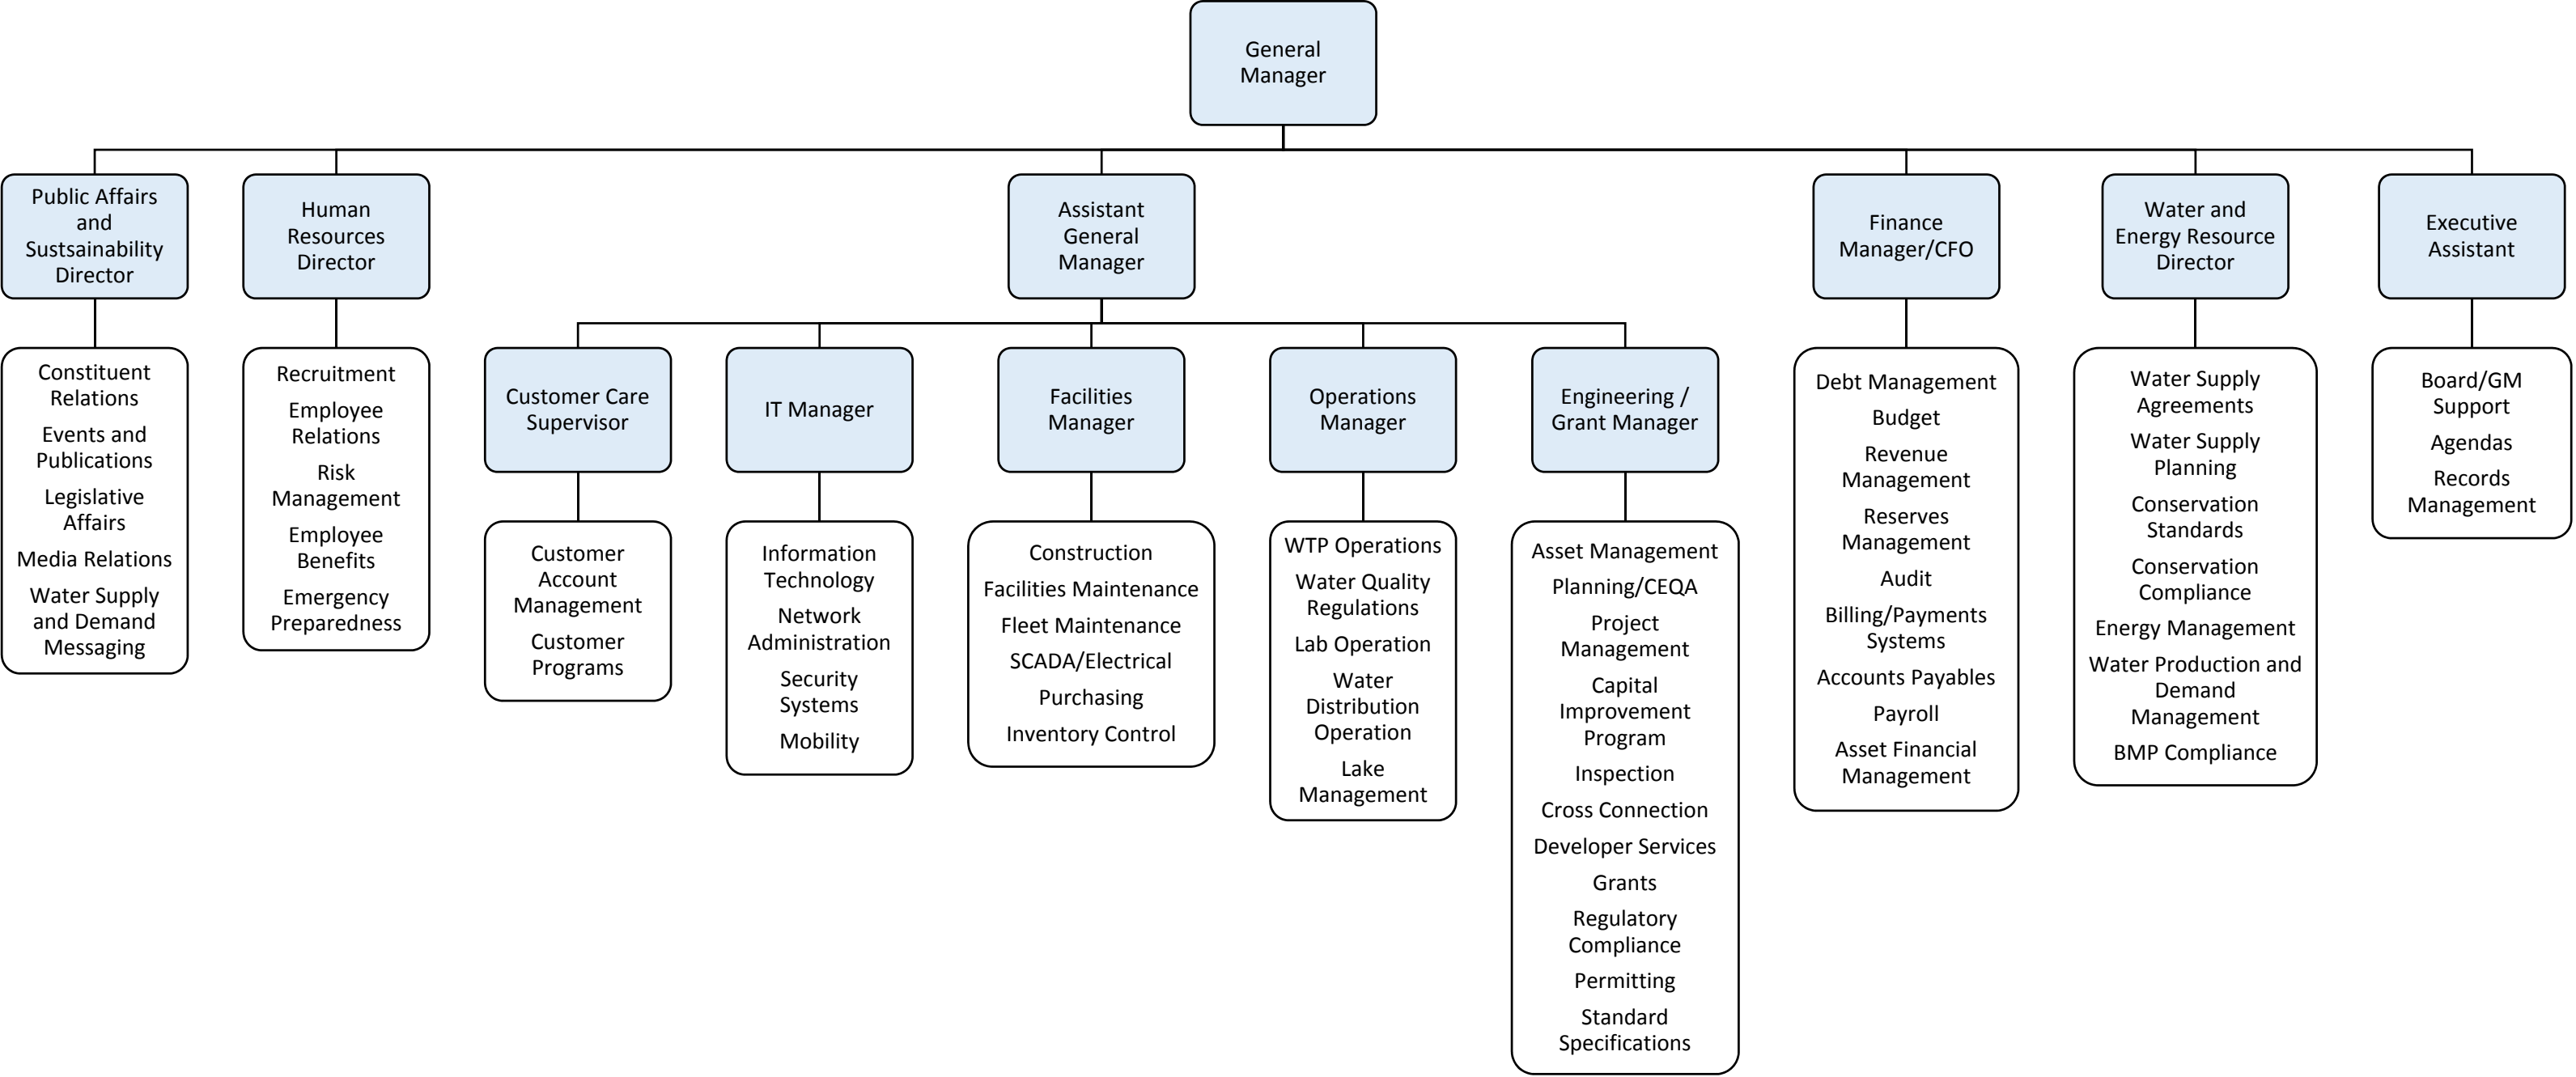 General
Manager
Public Affairs
and
Sustsainability
Director
Human
Resources
Director
Assistant
General
Manager
Finance
Manager/CFO
Water and
Energy Resource
Director
Executive
Assistant
Constituent
Relations
Events and
Publications
Legislative
Affairs
Media Relations
Water Supply
and Demand
Messaging
Recruitment
Employee
Relations
Risk
Management
Employee
Benefits
Emergency
Preparedness
Customer Care
Supervisor
IT Manager
Facilities
Manager
Operations
Manager
Engineering /
Grant Manager
Customer
Account
Management
Customer
Programs
Information
Technology
Network
Administration
Security
Systems
Mobility
Construction
Facilities Maintenance
Fleet Maintenance
SCADA/Electrical
Purchasing
Inventory Control
WTP Operations
Water Quality
Regulations
Lab Operation
Water
Distribution
Operation
Lake
Management
Asset Management
Planning/CEQA
Project
Management
Capital
Improvement
Program
Inspection
Cross Connection
Developer Services
Grants
Regulatory
Compliance
Permitting
Standard
Specifications
Debt Management
Budget
Revenue
Management
Reserves
Management
Audit
Billing/Payments
Systems
Accounts Payables
Payroll
Asset Financial
Management
Water Supply
Agreements
Water Supply
Planning
Conservation
Standards
Conservation
Compliance
Energy Management
Water Production and
Demand
Management
BMP Compliance
Board/GM
Support
Agendas
Records
Management